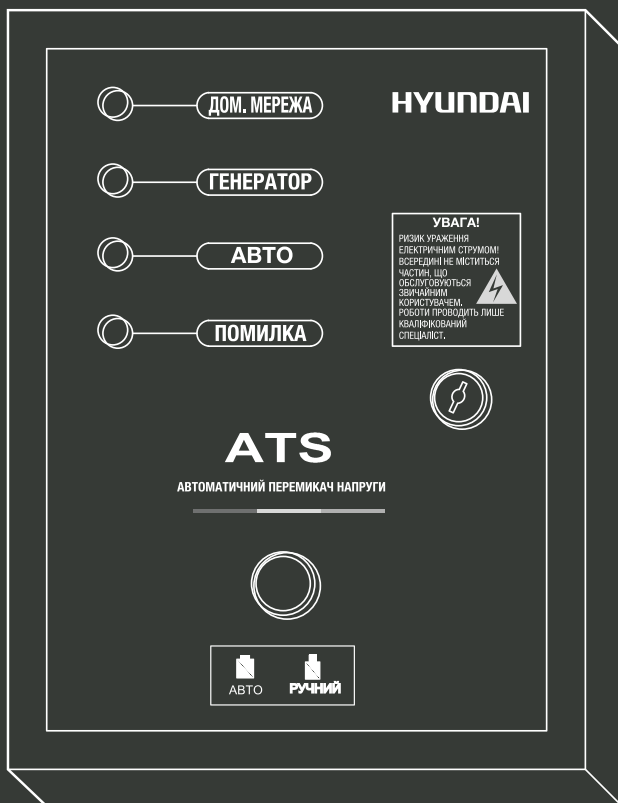 ДОМ. МЕРЕЖА
HYUNDAI
ГЕНЕРАТОР
УВАГА!
РИЗИК УРАЖЕННЯ
ЕЛЕКТРИЧНИМ СТРУМОМ!
ВСЕРЕДИНІ НЕ МІСТИТЬСЯ
ЧАСТИН, ЩО
ОБСЛУГОВУЮТЬСЯ
ЗВИЧАЙНИМ
КОРИСТУВАЧЕМ.
РОБОТИ ПРОВОДИТЬ ЛИШЕ
КВАЛІФІКОВАНИЙ
СПЕЦІАЛІСТ.
АВТО
ПОМИЛКА
ATS
АВТОМАТИЧНИЙ ПЕРЕМИКАЧ НАПРУГИ
АВТО
РУЧНИЙ